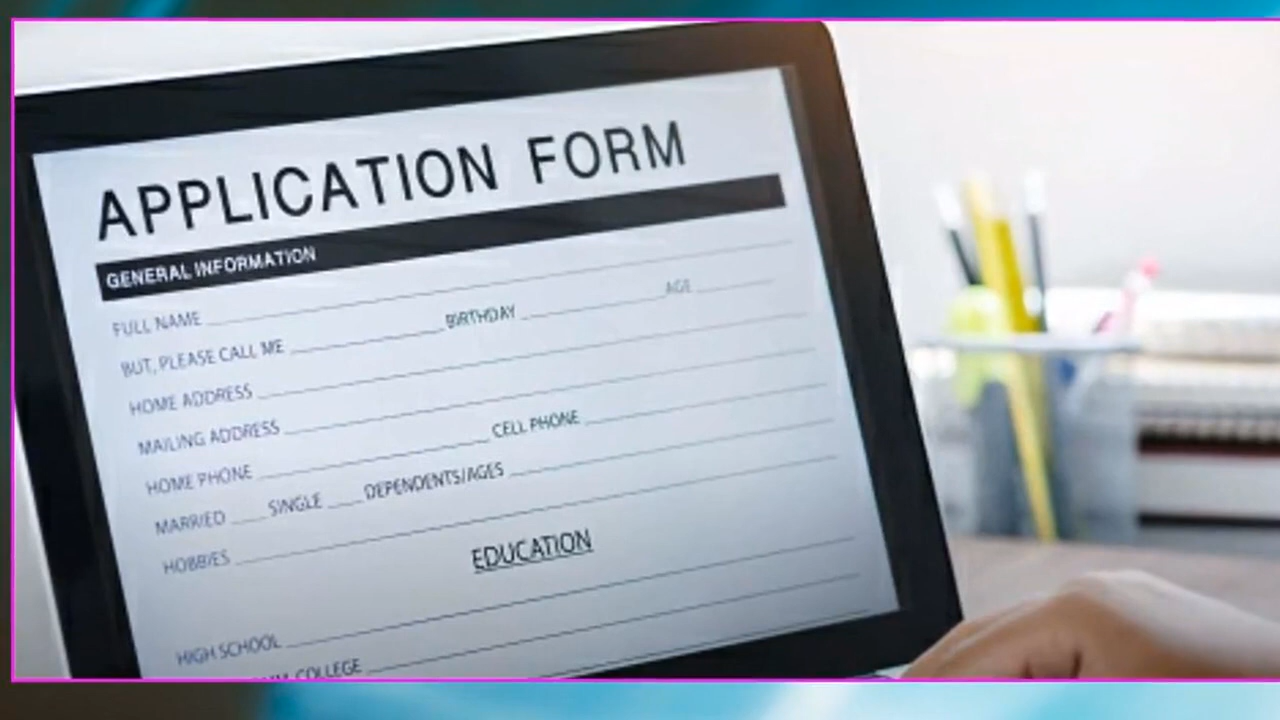 APPLICATION FORM
GENERAL INFORMATION
FULL NAME
BUT, PLEASE CALL ME BIRTHDAY AGE
HOME ADDRESS
MAILING ADDRESS
HOME PHONE CELL PHONE
MARRIED SINGLE DEPENDENTS/AGES
HOBBIES
EDUCATION
HIGH SCHOOL
COLLEGE